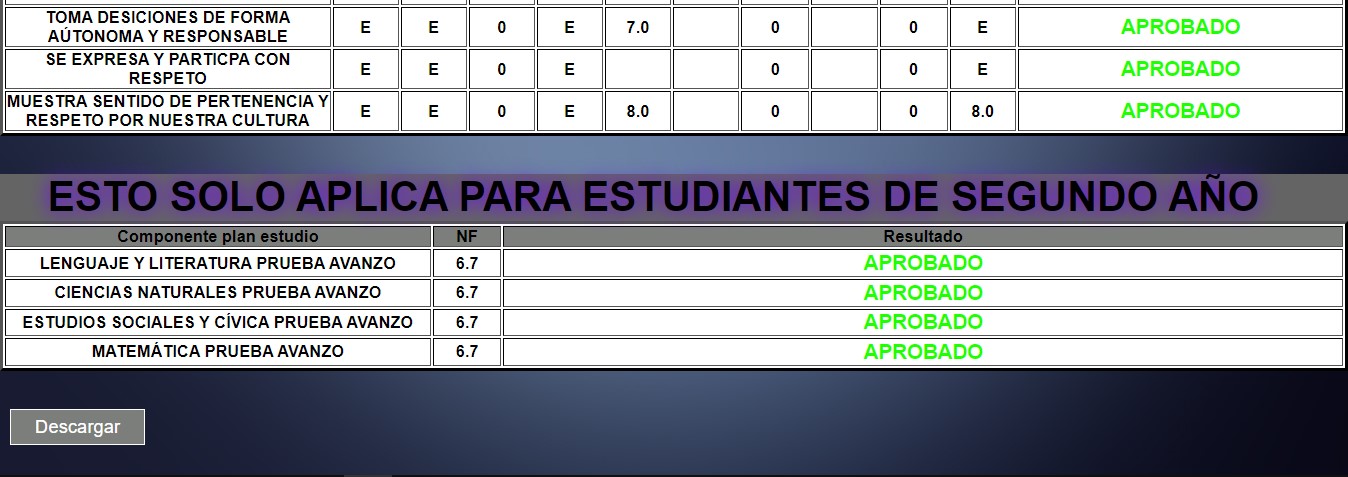 TOMA DESICIONES DE FORMA
AÚTONOMA Y RESPONSABLE E E 0 E 7.0 0 0 E APROBADO
SE EXPRESA Y PARTICPA CON
RESPETO E E 0 E 0 0 E APROBADO
MUESTRA SENTIDO DE PERTENENCIA Y
RESPETO POR NUESTRA CULTURA E E 0 E 8.0 0 0 8.0 APROBADO
ESTO SOLO APLICA PARA ESTUDIANTES DE SEGUNDO AÑO
Componente plan estudio NF Resultado
LENGUAJE Y LITERATURA PRUEBA AVANZO 6.7 APROBADO
CIENCIAS NATURALES PRUEBA AVANZO 6.7 APROBADO
ESTUDIOS SOCIALES Y CÍVICA PRUEBA AVANZO 6.7 APROBADO
MATEMÁTICA PRUEBA AVANZO 6.7 APROBADO
Descargar